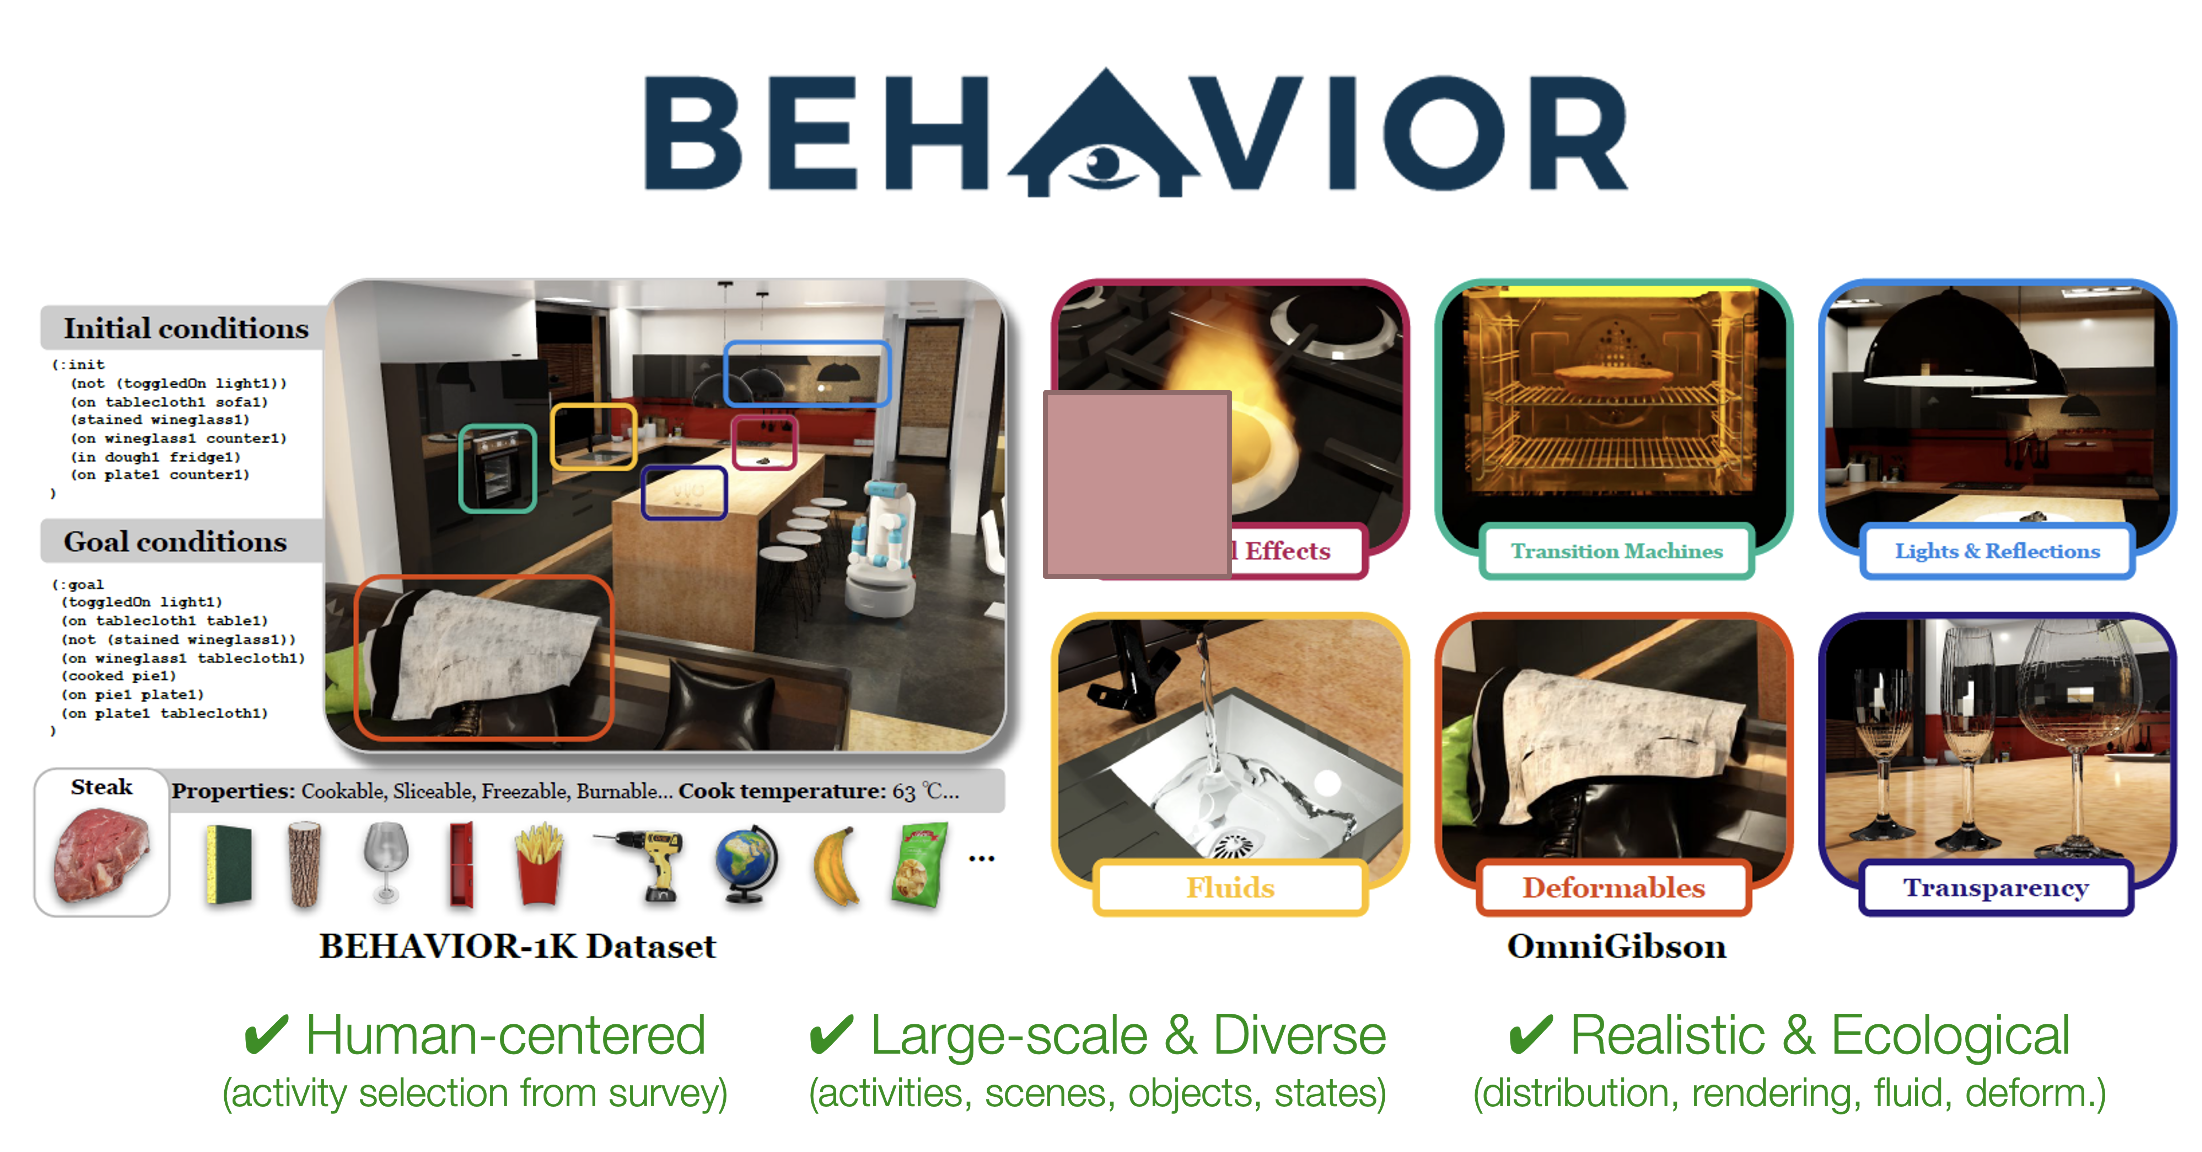 BEHAVIOR
Initial conditions
(:init
(not (toggledOn light1))
(on tablecloth1 sofa1)
(stained wineglass1)
(on wineglass1 counter1)
(in dough1 fridge1)
(on plate1 counter1)
)
Goal conditions
(:goal
(toggledOn light1)
(on tablecloth1 table1)
(not (stained wineglass1))
(on wineglass1 tablecloth1)
(cooked pie1)
(on pie1 plate1)
(on plate1 tablecloth1)
)
Steak
Properties: Cookable, Sliceable, Freezable, Burnable... Cook temperature: 63 °C...
...
BEHAVIOR-1K Dataset
Effects
Transition Machines
Lights & Reflections
Fluids
Deformables
Transparency
OmniGibson
✔ Human-centered
(activity selection from survey)
✔ Large-scale & Diverse
(activities, scenes, objects, states)
✔ Realistic & Ecological
(distribution, rendering, fluid, deform.)